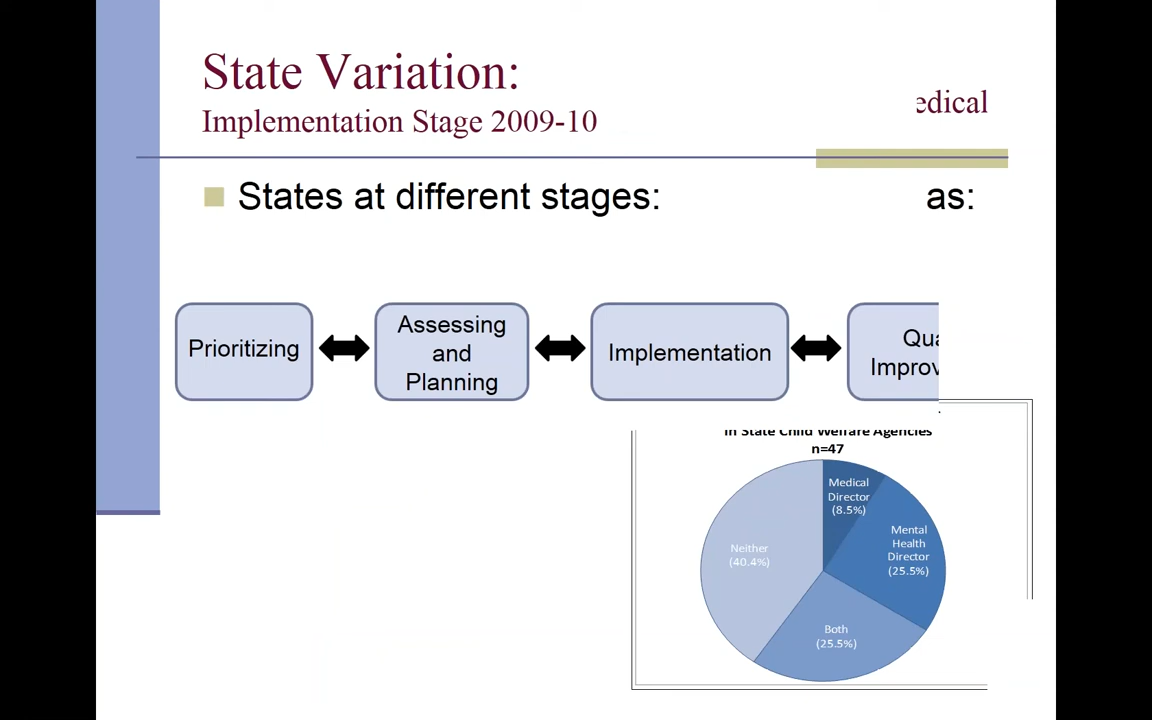 State Variation:
Implementation Stage 2009-10
edical
States at different stages:
as:
Prioritizing
Assessing
and
Planning
Implementation
Qua
Improv
in State Child Welfare Agencies
n=47
Medical
Director
(8.5%)
Mental
Health
Director
(25.5%)
Both
(25.5%)
Neither
(40.4%)